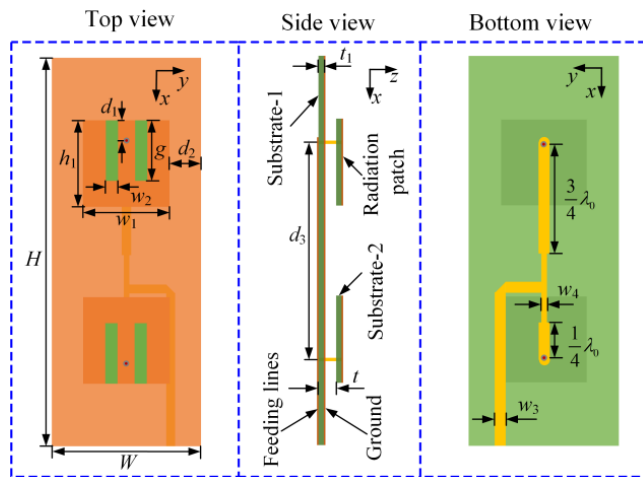 Top view
Side view
Bottom view
y
x
d₁
h₁
g
d₂
w₂
w₁
H
W
t₁
z
x
Substrate-1
Radiation
patch
d₃
Substrate-2
t
Feeding lines
Ground
y
x
3/4 λ₀
w₄
1/4 λ₀
w₃